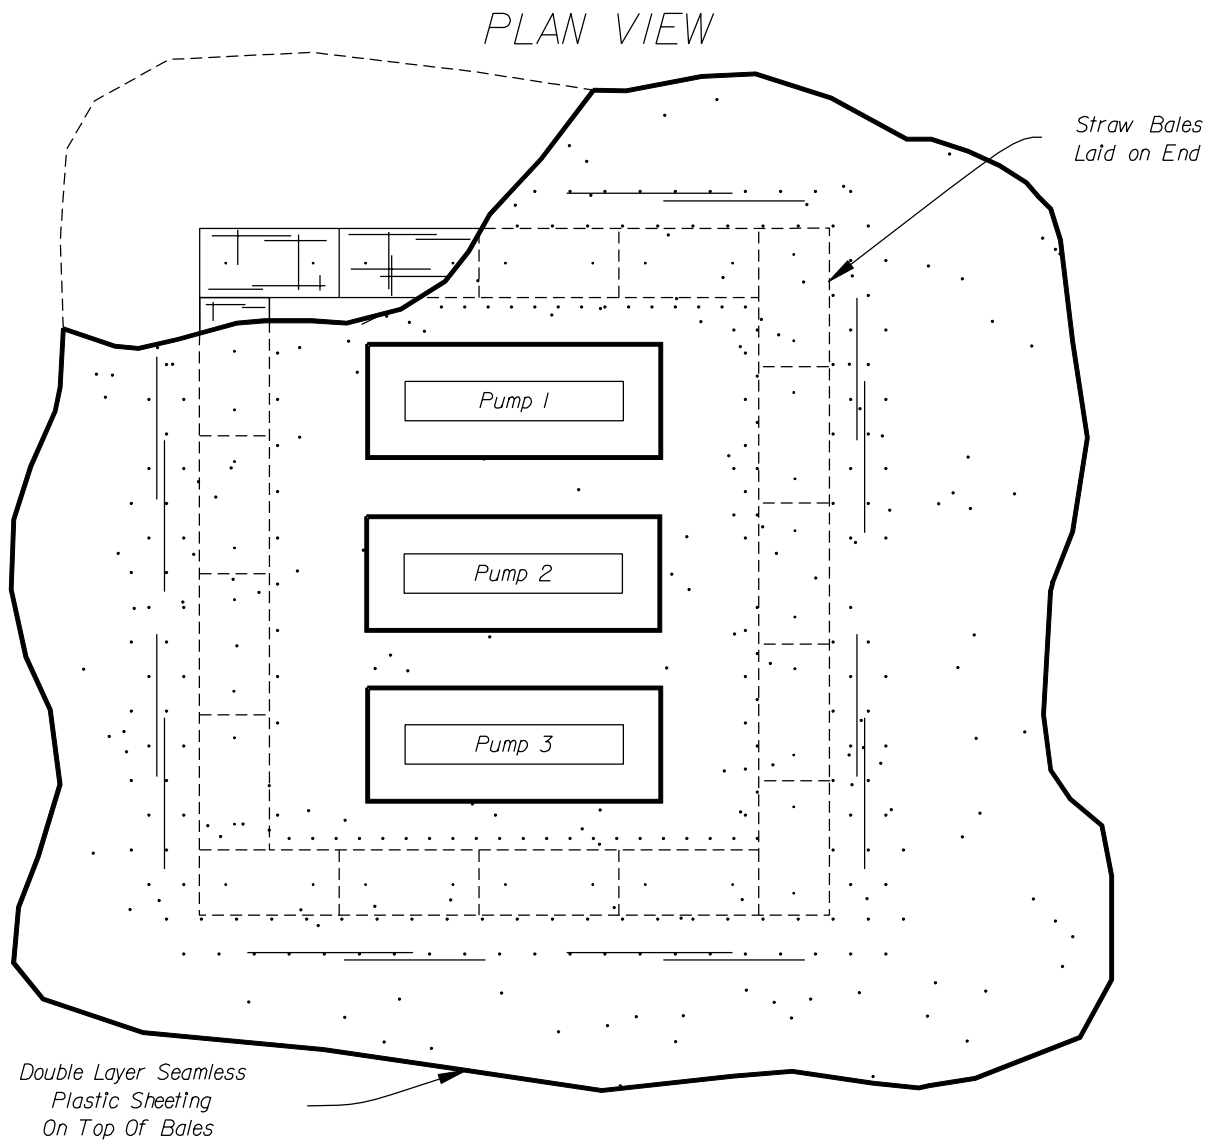 PLAN VIEW
Straw Bales
Laid on End
Pump 1
Pump 2
Pump 3
Double Layer Seamless
Plastic Sheeting
On Top Of Bales